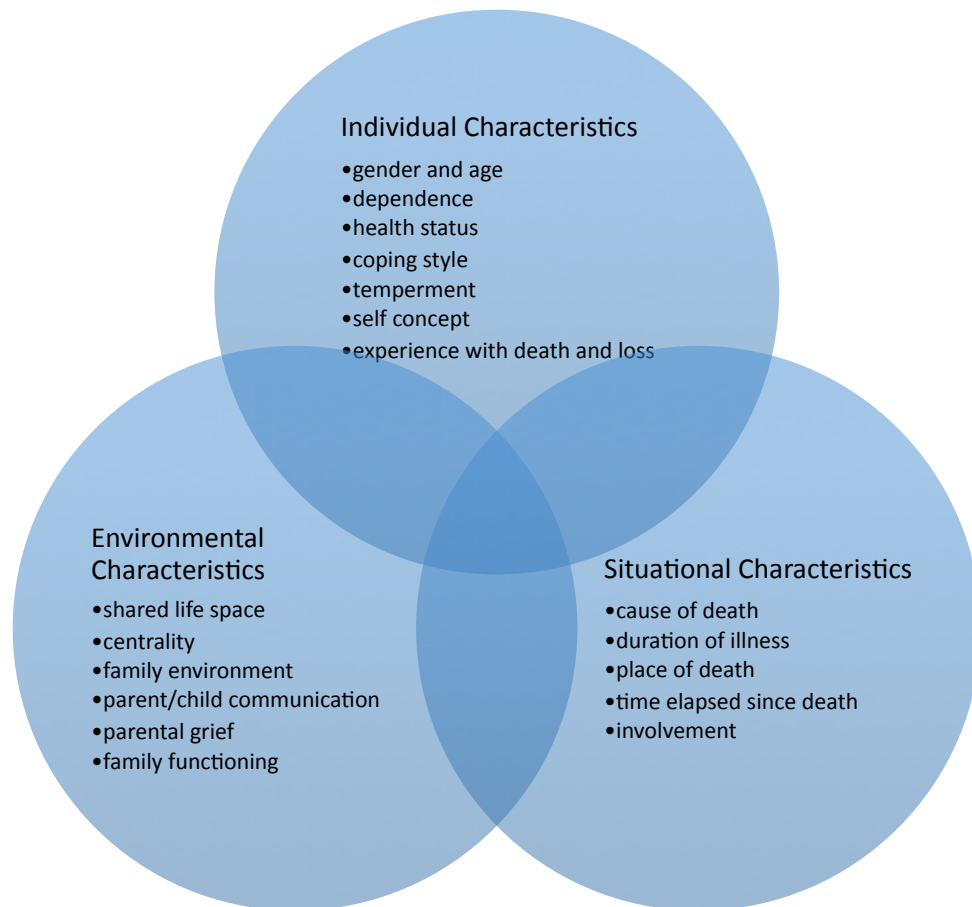 Individual Characteristics
•gender and age
•dependence
•health status
•coping style
•temperment
•self concept
•experience with death and loss
Environmental
Characteristics
•shared life space
•centrality
•family environment
•parent/child communication
•parental grief
•family functioning
Situational Characteristics
•cause of death
•duration of illness
•place of death
•time elapsed since death
•involvement